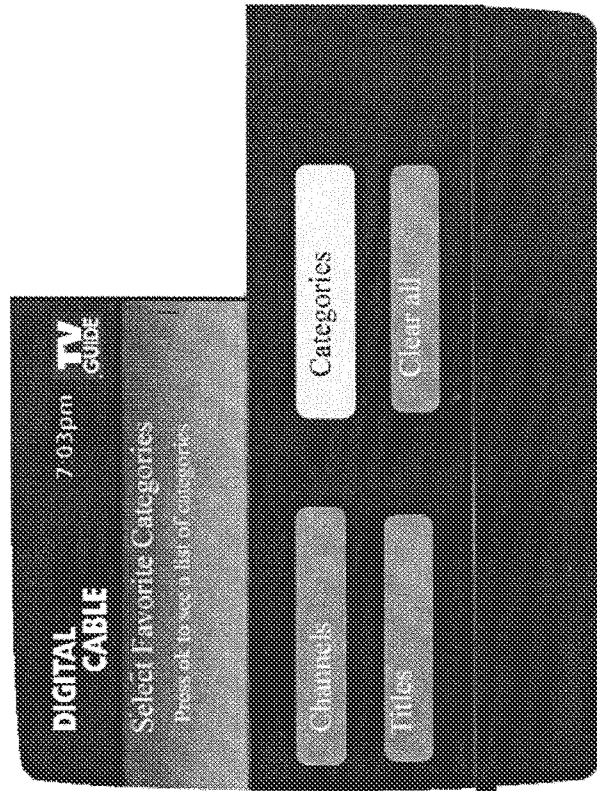 DIGITAL
CABLE
7:03pm
TV
GUIDE
Select Favorite Categories
Press ok to see a list of categories
Channels
Categories
Titles
Clear all